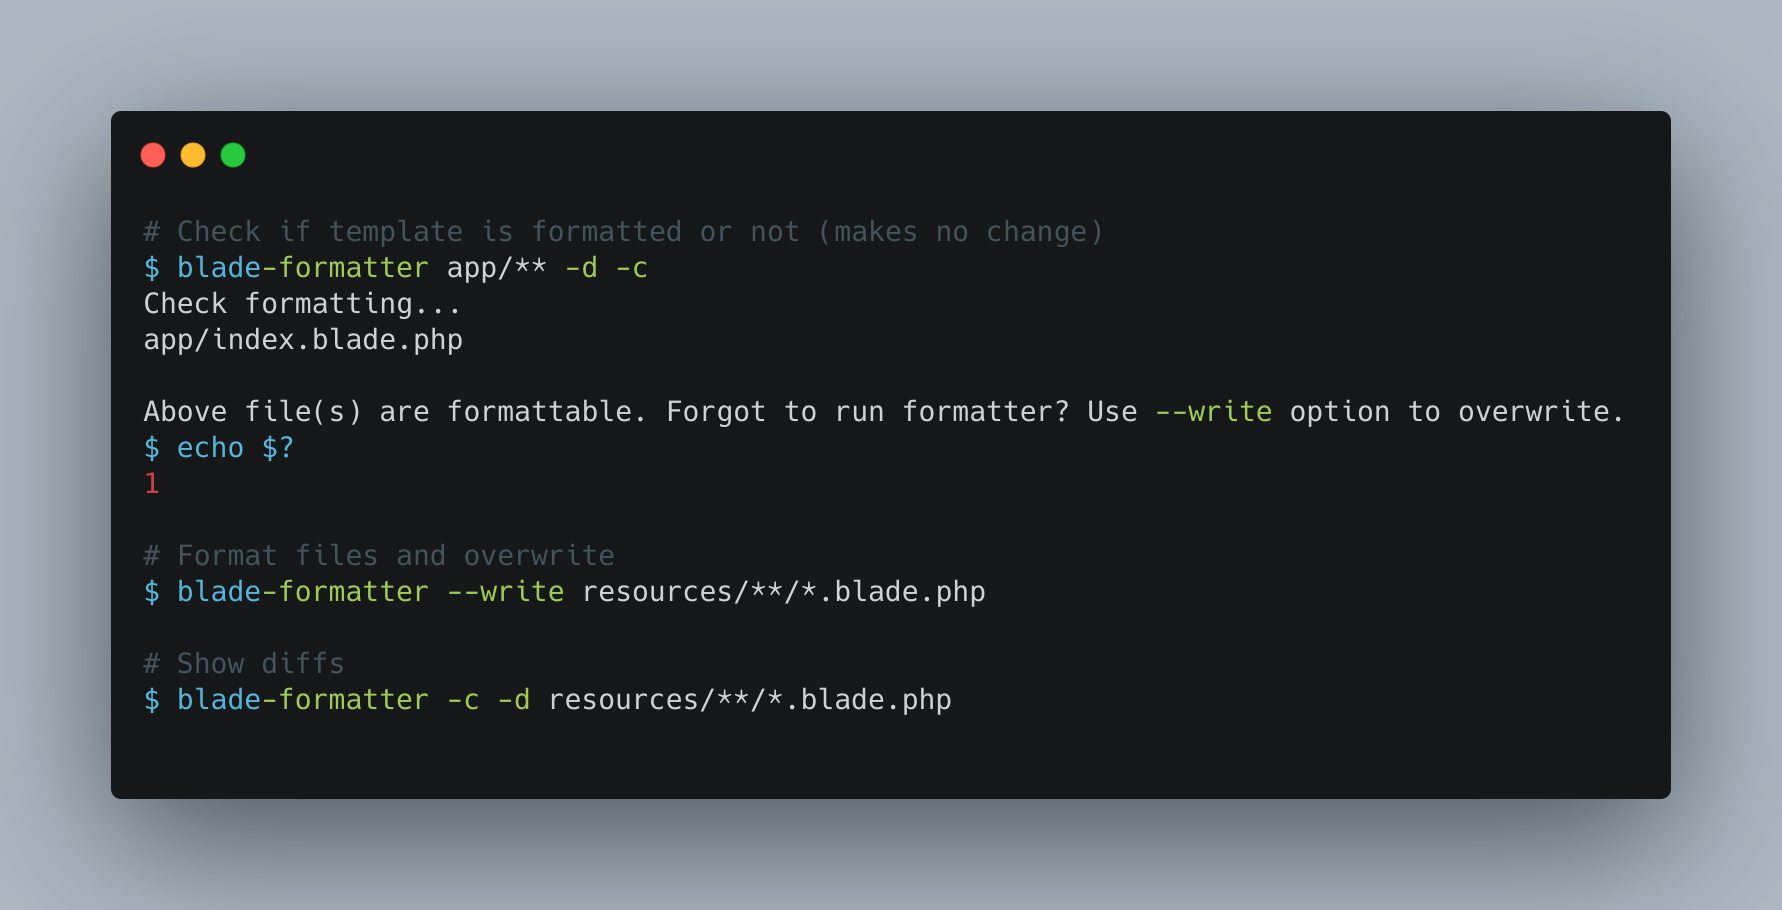 # Check if template is formatted or not (makes no change)
$ blade-formatter app/** -d -c
Check formatting...
app/index.blade.php

Above file(s) are formattable. Forgot to run formatter? Use --write option to overwrite.
$ echo $?
1

# Format files and overwrite
$ blade-formatter --write resources/**/*.blade.php

# Show diffs
$ blade-formatter -c -d resources/**/*.blade.php